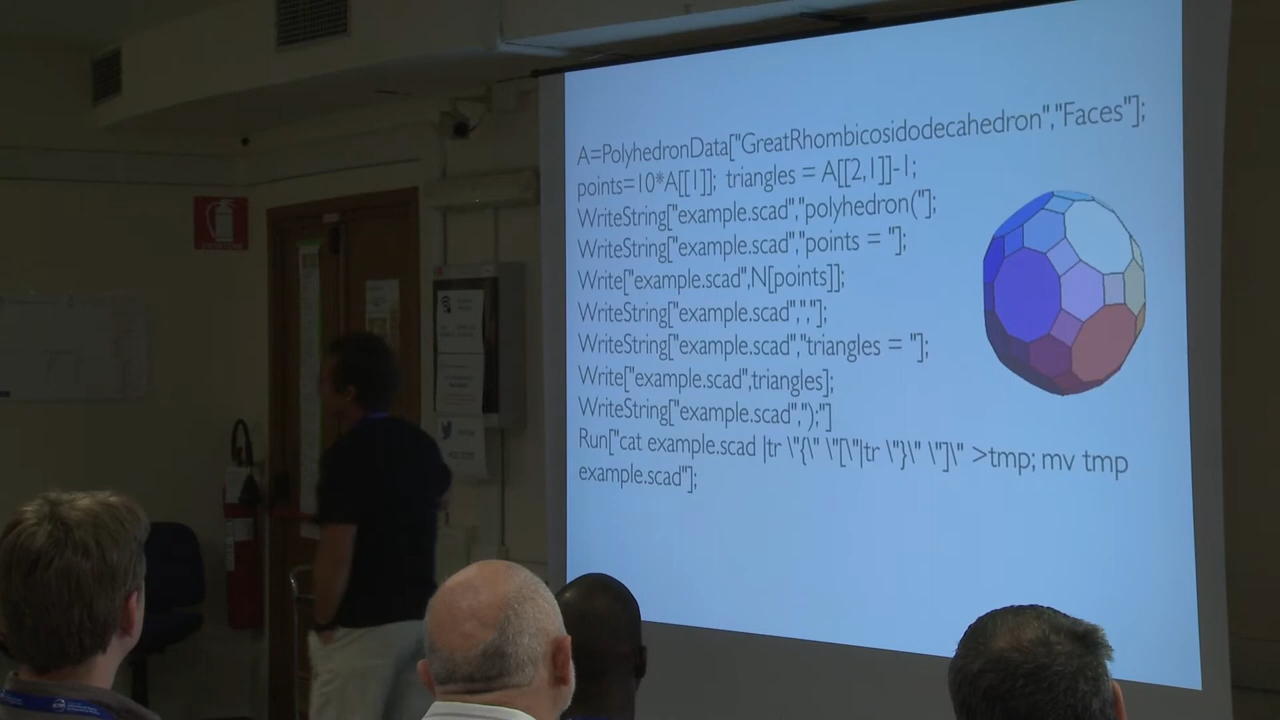 A=PolyhedronData["GreatRhombicosidodecahedron","Faces"];
points=10*A[[1]]; triangles = A[[2,1]]-1;
WriteString["example.scad","polyhedron("];
WriteString["example.scad","points = "];
Write["example.scad",N[points]];
WriteString["example.scad",","];
WriteString["example.scad","triangles = "];
Write["example.scad",triangles];
WriteString["example.scad",");"]
Run["cat example.scad |tr \"{\" \"[\"|tr \"}\" \"]\" >tmp; mv tmp
example.scad"];